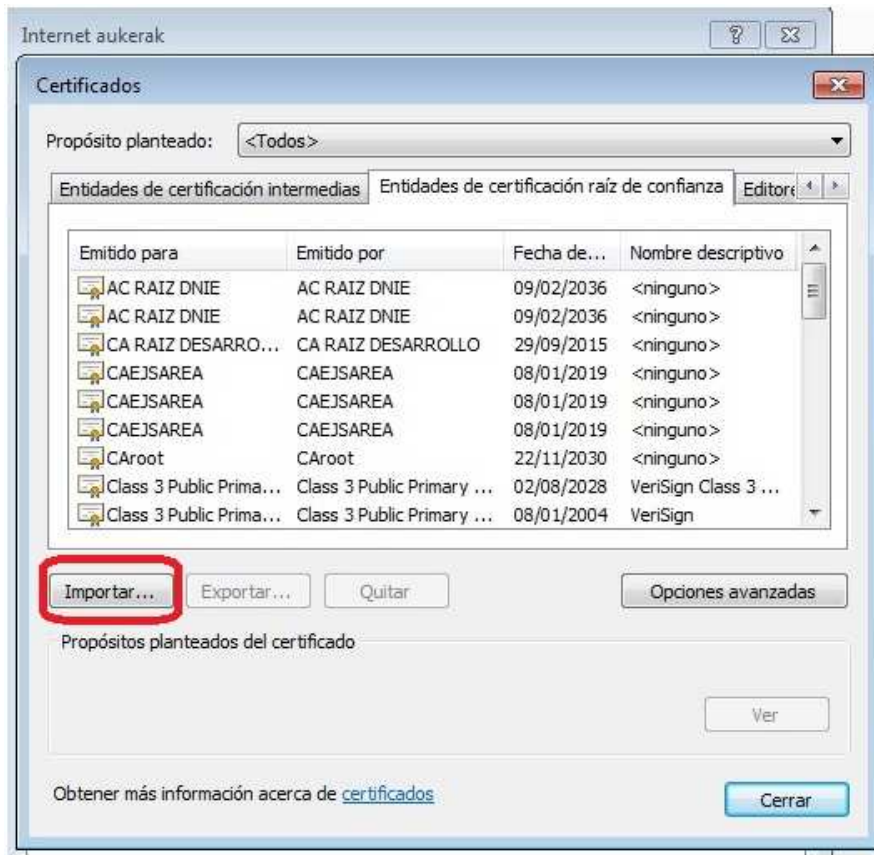 Internet aukerak
Certificados
Propósito planteado: <Todos>
Entidades de certificación intermedias Entidades de certificación raíz de confianza Editore
Emitido para Emitido por Fecha de... Nombre descriptivo
AC RAIZ DNIE AC RAIZ DNIE 09/02/2036 <ninguno>
AC RAIZ DNIE AC RAIZ DNIE 09/02/2036 <ninguno>
CA RAIZ DESARRO... CA RAIZ DESARROLLO 29/09/2015 <ninguno>
CAEJSAREA CAEJSAREA 08/01/2019 <ninguno>
CAEJSAREA CAEJSAREA 08/01/2019 <ninguno>
CAEJSAREA CAEJSAREA 08/01/2019 <ninguno>
CAroot CAroot 22/11/2030 <ninguno>
Class 3 Public Prima... Class 3 Public Primary ... 02/08/2028 VeriSign Class 3 ...
Class 3 Public Prima... Class 3 Public Primary ... 08/01/2004 VeriSign
Importar... Exportar... Quitar Opciones avanzadas
Propósitos planteados del certificado
Ver
Obtener más información acerca de certificados
Cerrar